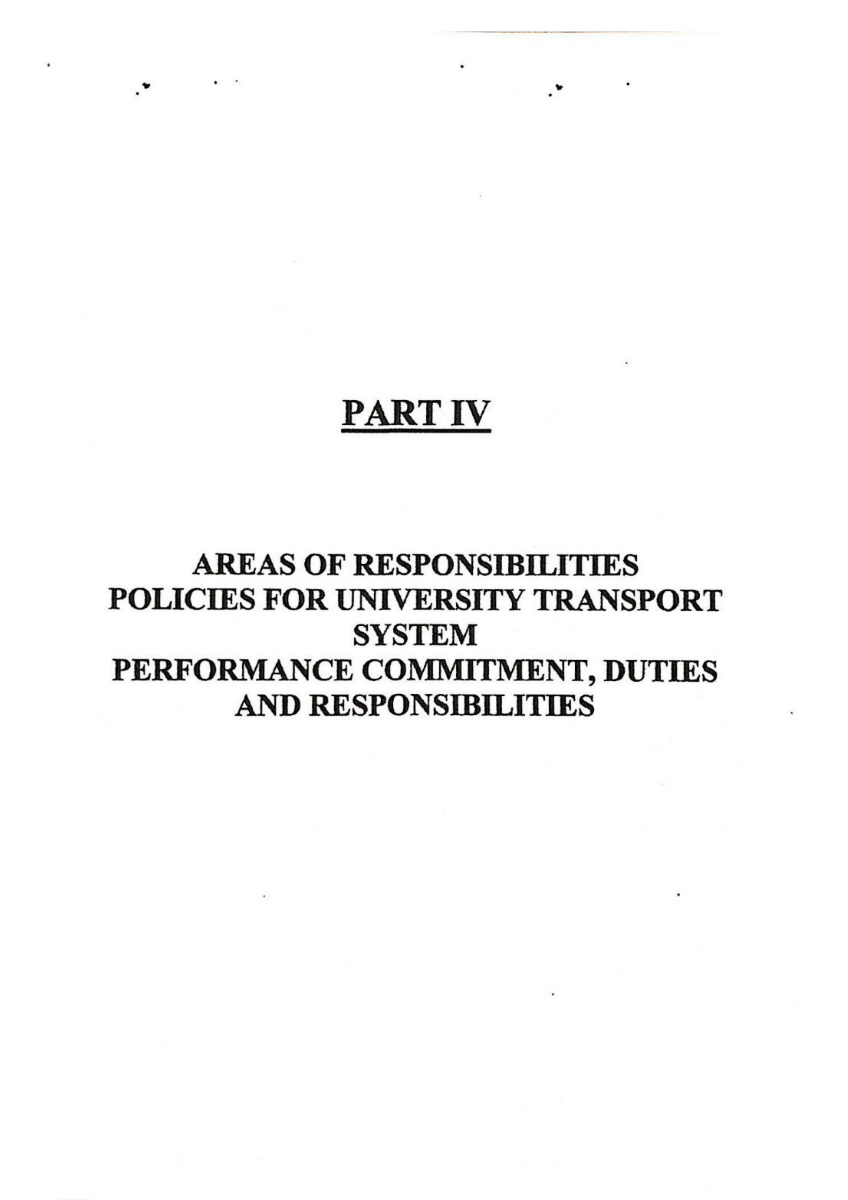 PART IV
AREAS OF RESPONSIBILITIES
POLICIES FOR UNIVERSITY TRANSPORT
SYSTEM
PERFORMANCE COMMITMENT, DUTIES
AND RESPONSIBILITIES